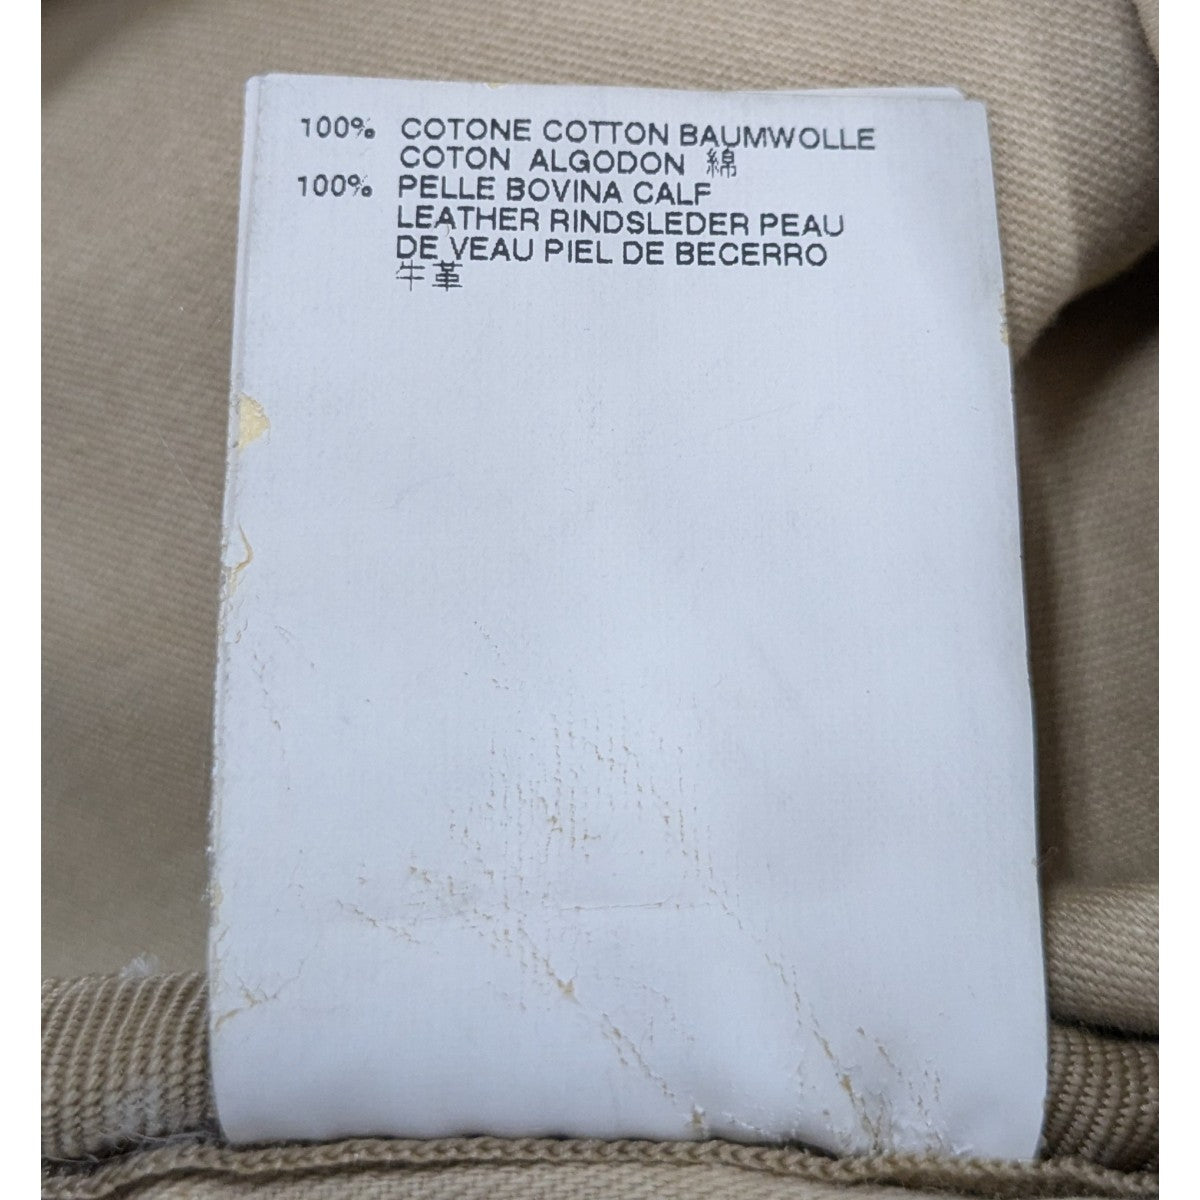 100% COTONE COTTON BAUMWOLLE
COTON ALGODON 綿
100% PELLE BOVINA CALF
LEATHER RINDSLEDER PEAU
DE VEAU PIEL DE BECERRO
牛革